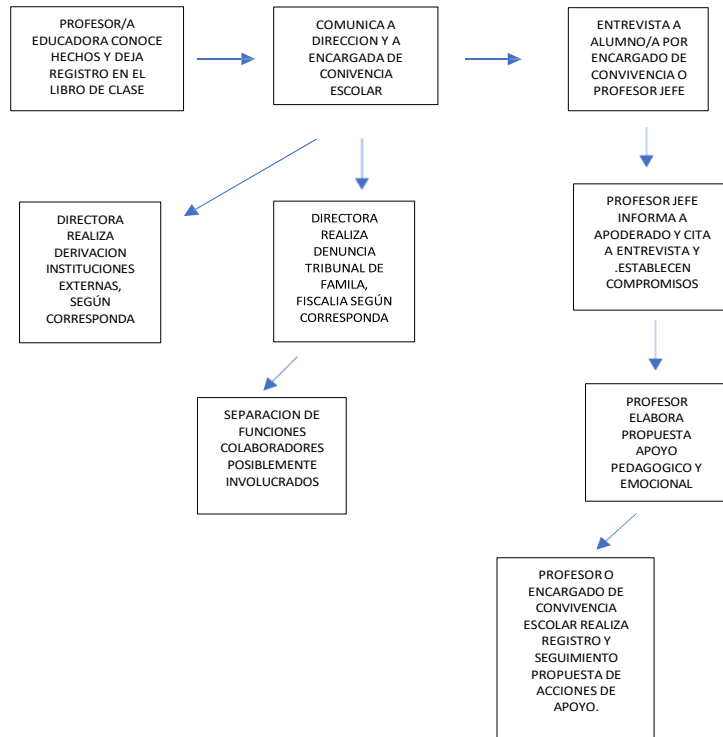 PROFESOR/A
EDUCADORA CONOCE
HECHOS Y DEJA
REGISTRO EN EL
LIBRO DE CLASE
COMUNICA A
DIRECCION Y A
ENCARGADA DE
CONIVENCIA
ESCOLAR
ENTREVISTA A
ALUMNO/A POR
ENCARGADO DE
CONVIVENCIA O
PROFESOR JEFE
DIRECTORA
REALIZA
DERIVACION
INSTITUCIONES
EXTERNAS,
SEGÚN
CORRESPONDA
DIRECTORA
REALIZA
DENUNCIA
TRIBUNAL DE
FAMILA,
FISCALIA SEGÚN
CORRESPONDA
PROFESOR JEFE
INFORMA A
APODERADO Y CITA
A ENTREVISTA Y
.ESTABLECEN
COMPROMISOS
SEPARACION DE
FUNCIONES
COLABORADORES
POSIBLEMENTE
INVOLUCRADOS
PROFESOR
ELABORA
PROPUESTA
APOYO
PEDAGOGICO Y
EMOCIONAL
PROFESOR O
ENCARGADO DE
CONVIVENCIA
ESCOLAR REALIZA
REGISTRO Y
SEGUIMIENTO
PROPUESTA DE
ACCIONES DE
APOYO.